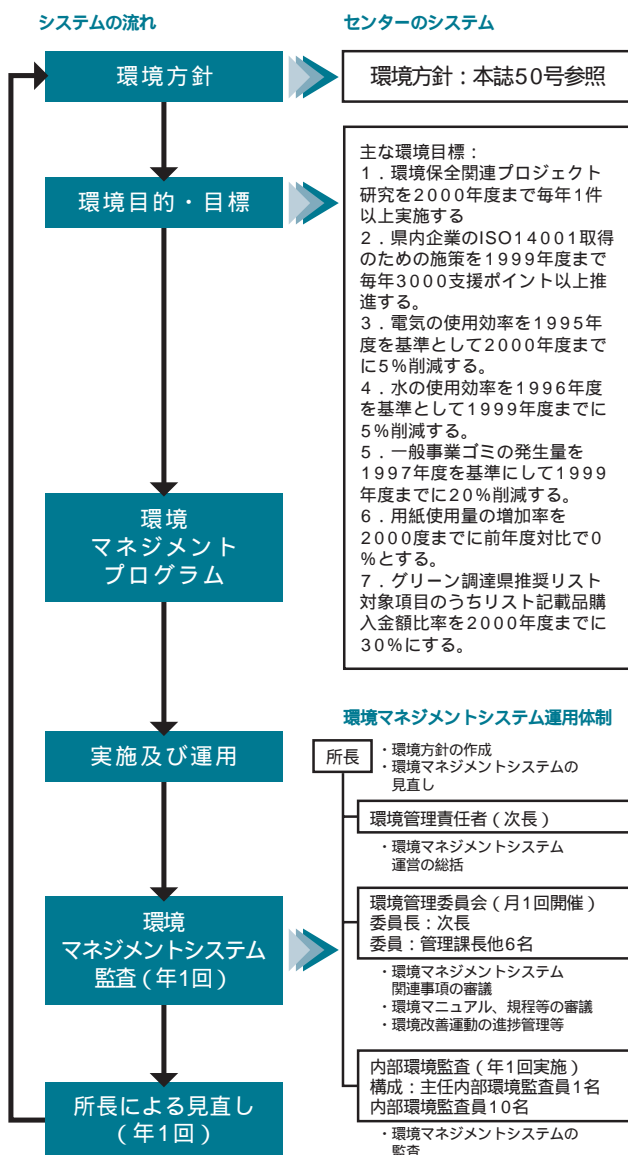 システムの流れ
環境方針
環境目的・目標
環境
マネジメント
プログラム
実施及び運用
環境
マネジメントシステム
監査(年1回)
所長による見直し
(年1回)
センターのシステム
環境方針：本誌50号参照
主な環境目標：
1．環境保全関連プロジェクト
研究を2000年度まで毎年1件
以上実施する
2．県内企業のISO14001取得
のための施策を1999年度まで
毎年3000支援ポイント以上推
進する。
3．電気の使用効率を1995年
度を基準として2000年度まで
に5%削減する。
4．水の使用効率を1996年度
を基準として1999年度までに
5%削減する。
5．一般事業ゴミの発生量を
1997年度を基準にして1999
年度までに20%削減する。
6．用紙使用量の増加率を
2000度までに前年度対比で0
%とする。
7．グリーン調達県推奨リスト
対象項目のうちリスト記載品購
入金額比率を2000年度までに
30%にする。
環境マネジメントシステム運用体制
所長
・環境方針の作成
・環境マネジメントシステムの
見直し
環境管理責任者(次長)
・環境マネジメントシステム
運営の総括
環境管理委員会(月1回開催)
委員長：次長
委員：管理課長他6名
・環境マネジメントシステム
関連事項の審議
・環境マニュアル、規程等の審議
・環境改善運動の進捗管理等
内部環境監査(年1回実施)
構成：主任内部環境監査員1名
内部環境監査員10名
・環境マネジメントシステムの
監査